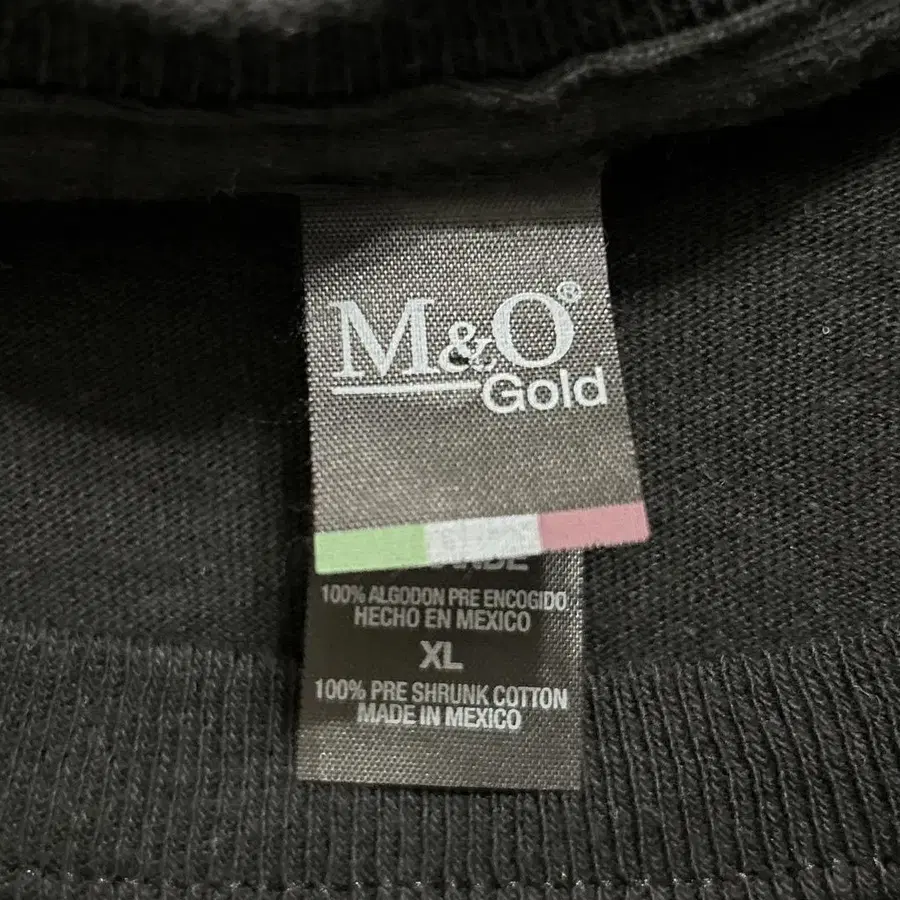 M&O®
Gold
100% ALGODON PRE ENCOGIDO
HECHO EN MEXICO
XL
100% PRE SHRUNK COTTON
MADE IN MEXICO